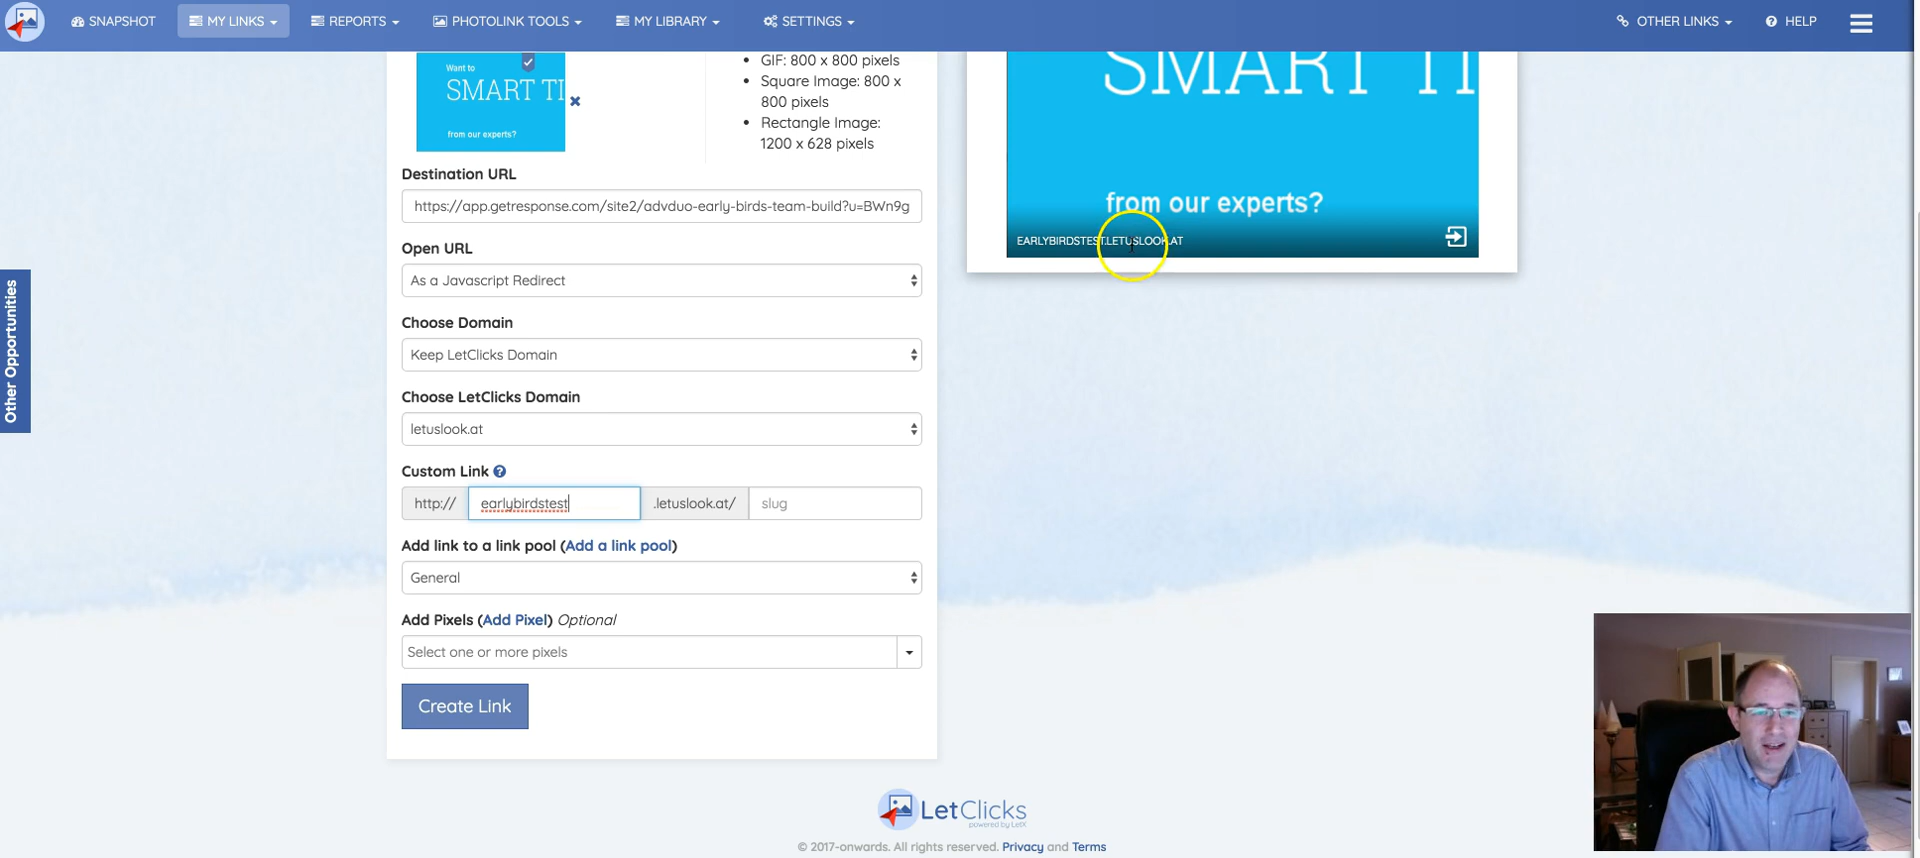 SNAPSHOT
MY LINKS
REPORTS
PHOTOLINK TOOLS
MY LIBRARY
SETTINGS
OTHER LINKS
HELP
Want to
SMART TI
from our experts?
GIF: 800 x 800 pixels
Square Image: 800 x
800 pixels
Rectangle Image:
1200 x 628 pixels
SMART TI
from our experts?
EARLYBIRDSTEST.LETUSLOOK.AT
Other Opportunities
Destination URL
https://app.getresponse.com/site2/advduo-early-birds-team-build?u=BWn9g
Open URL
As a Javascript Redirect
Choose Domain
Keep LetClicks Domain
Choose LetClicks Domain
letuslook.at
Custom Link
http:// earlybirdstest .letuslook.at/ slug
Add link to a link pool (Add a link pool)
General
Add Pixels (Add Pixel) Optional
Select one or more pixels
Create Link
LetClicks
powered by LetX
© 2017-onwards. All rights reserved. Privacy and Terms